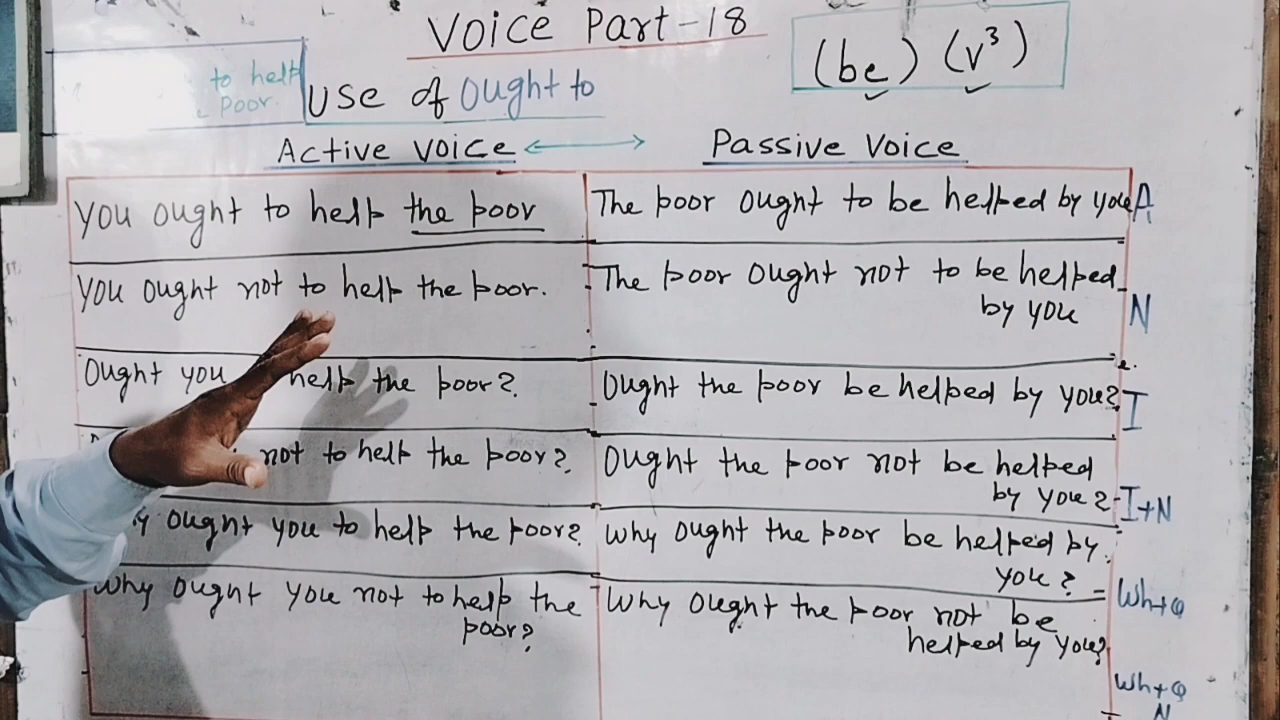 Voice Part-18
(be) (v³)
to help
poor.
Use of Ought to
Active Voice
Passive Voice
You ought to help the poor
The poor ought to be helped by you
A
You ought not to help the poor.
The poor ought not to be helped
by you
N
Ought you help the poor?
Ought the poor be helped by you?
I
not to help the poor?
Ought the poor not be helped
by you?
I+N
ought you to help the poor?
Why ought the poor be helped by
you?
Wh+Q
Why ought you not to help the
poor?
Why ought the poor not be
helped by you?
Wh+Q
N